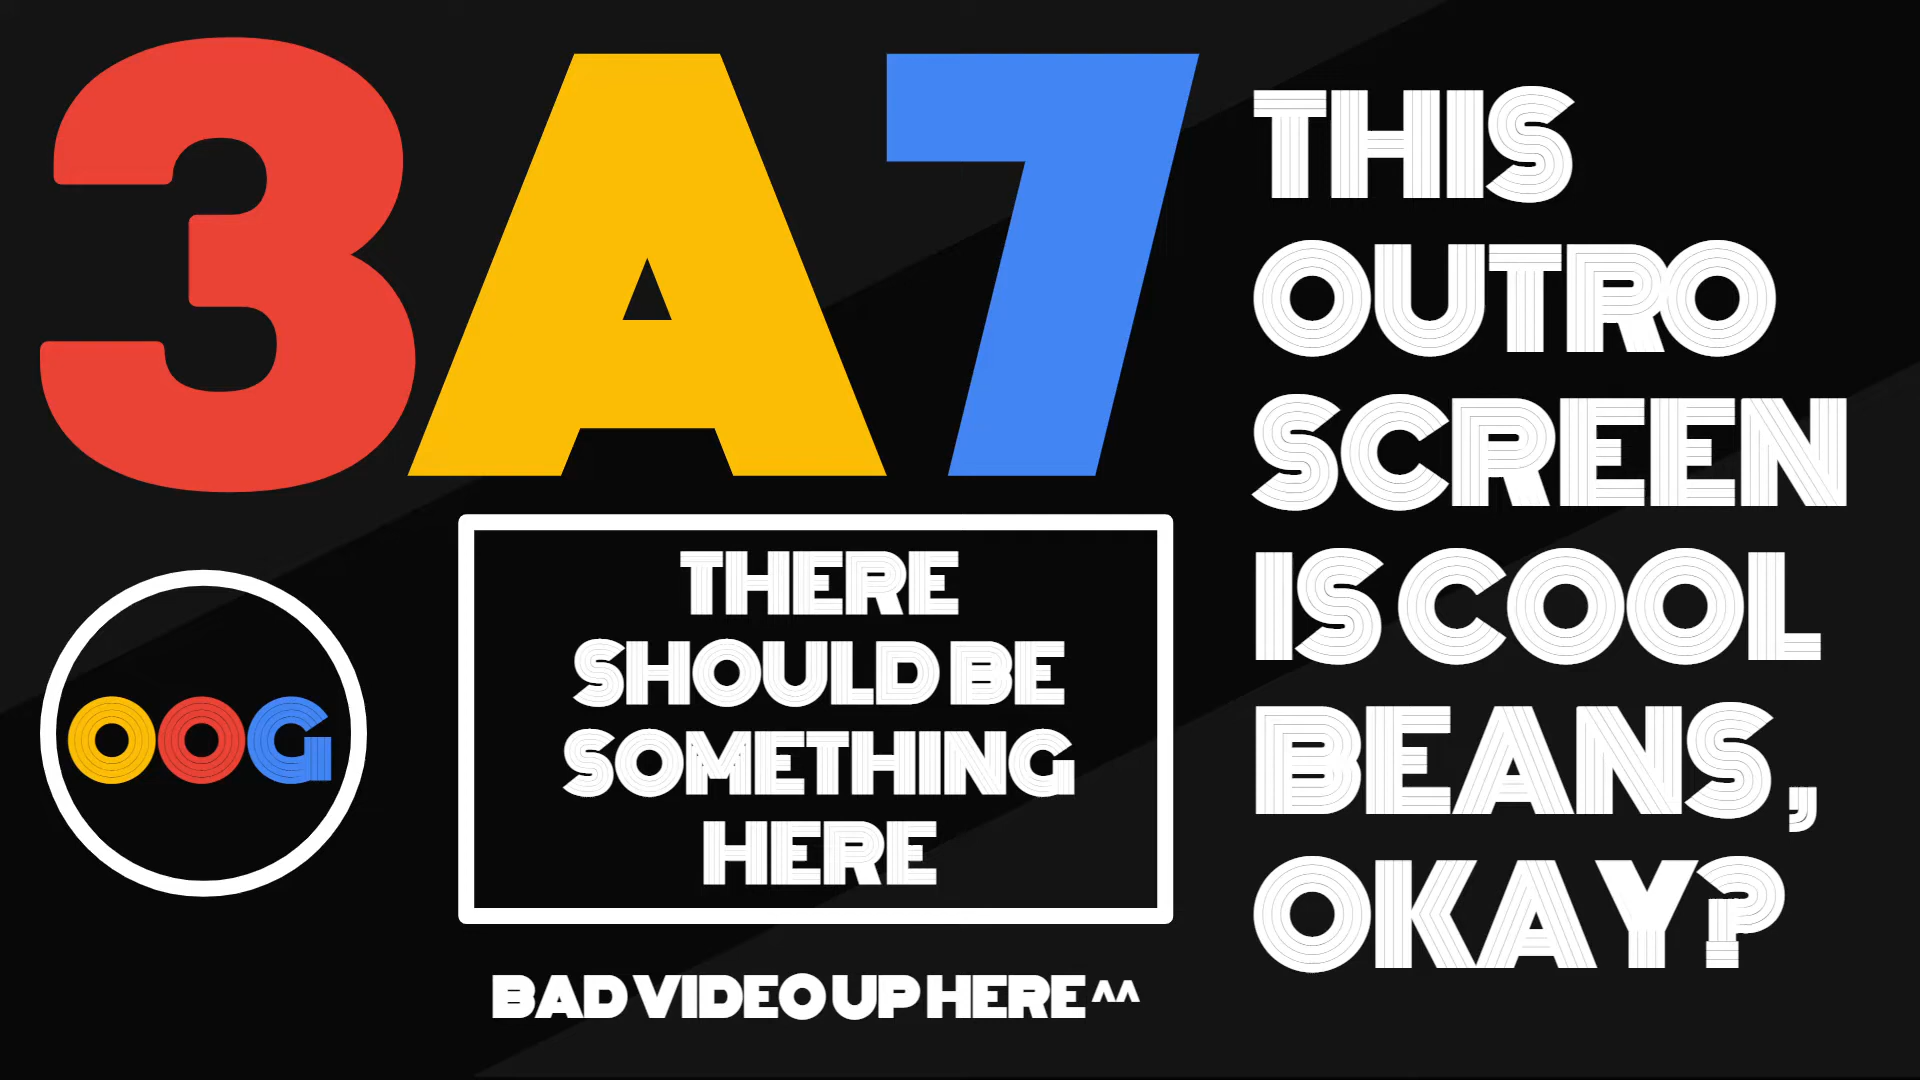 3A7
THIS
OUTRO
SCREEN
IS COOL
BEANS,
OKAY?
OOG
THERE
SHOULD BE
SOMETHING
HERE
BAD VIDEO UP HERE ^^